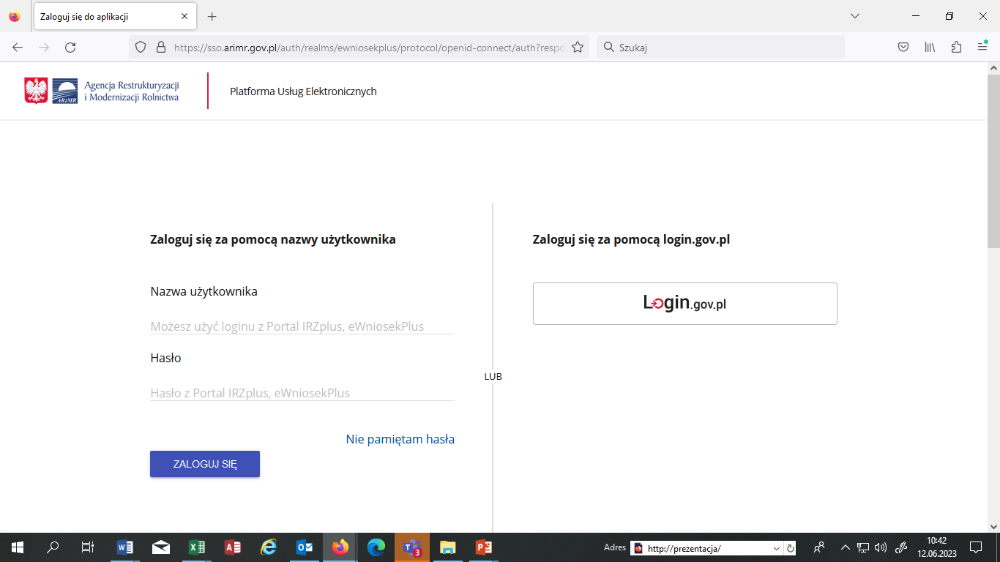 Zaloguj się do aplikacji
https://sso.arimr.gov.pl/auth/realms/ewniosekplus/protocol/openid-connect/auth?respo
Szukaj
ARiMR
Agencja Restrukturyzacji
i Modernizacji Rolnictwa
Platforma Usług Elektronicznych
Zaloguj się za pomocą nazwy użytkownika
Nazwa użytkownika
Możesz użyć loginu z Portal IRZplus, eWniosekPlus
Hasło
Hasło z Portal IRZplus, eWniosekPlus
Nie pamiętam hasła
ZALOGUJ SIĘ
LUB
Zaloguj się za pomocą login.gov.pl
Login.gov.pl
3
Adres
http://prezentacja/
10:42
12.06.2023